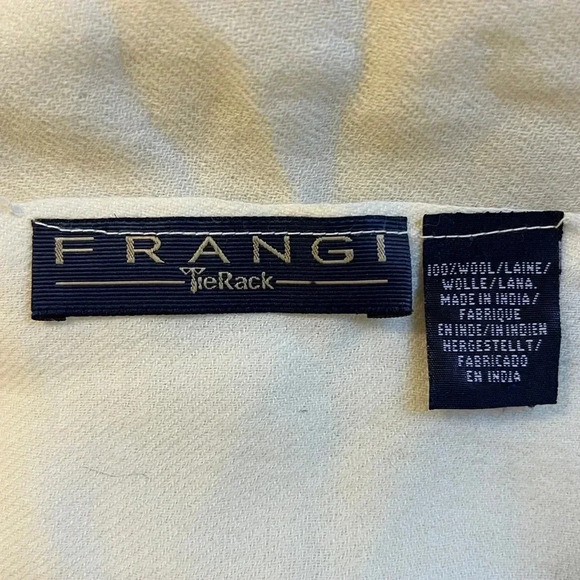 FRANGI
TieRack
100%WOOL/LAINE/
WOLLE/LANA.
MADE IN INDIA/
FABRIQUE
EN INDE/IN INDIEN
HERGESTELLT/
FABRICADO
EN INDIA